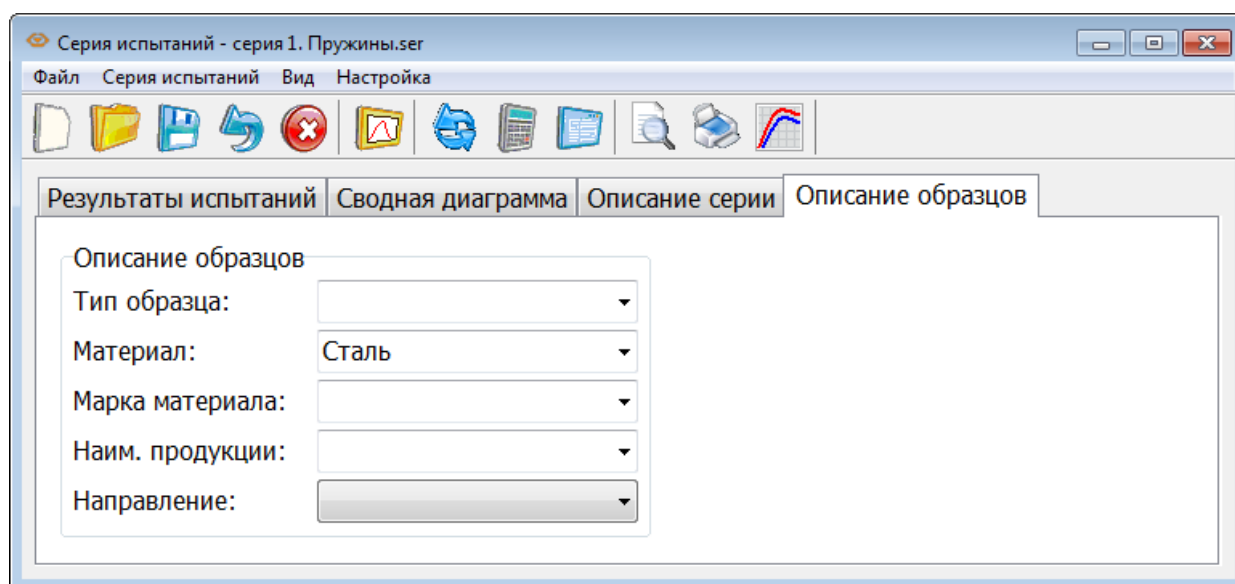 Серия испытаний - серия 1. Пружины.ser
Файл Серия испытаний Вид Настройка
Результаты испытаний Сводная диаграмма Описание серии Описание образцов
Описание образцов
Тип образца:
Материал: Сталь
Марка материала:
Наим. продукции:
Направление: